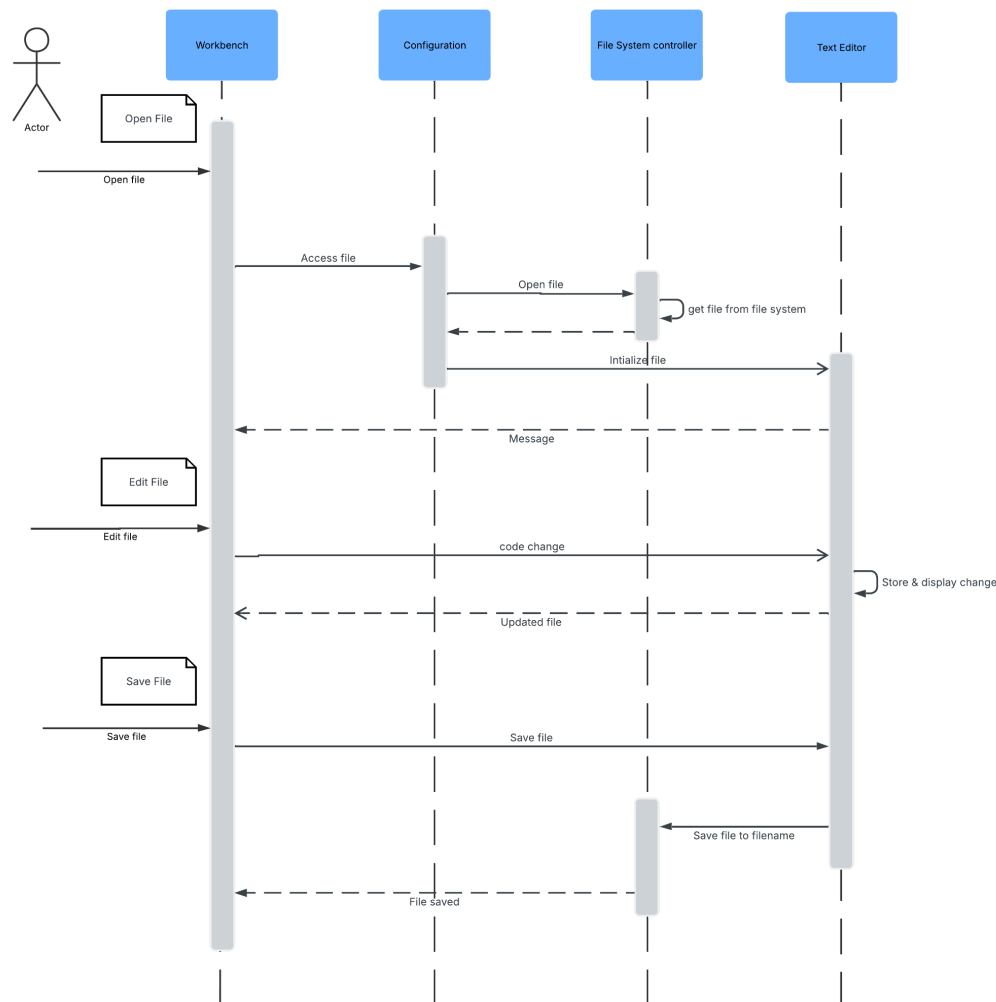 Workbench
Configuration
File System controller
Text Editor
Actor
Open File
Open file
Access file
Open file
get file from file system
Intialize file
Message
Edit File
Edit file
code change
Store & display change
Updated file
Save File
Save file
Save file
Save file to filename
File saved